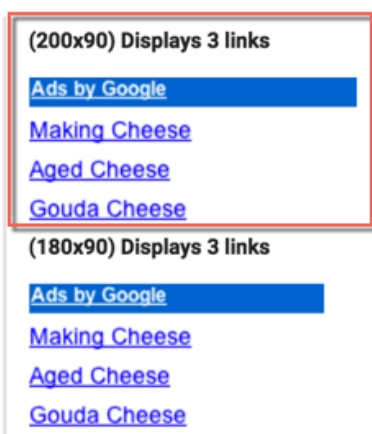 (200x90) Displays 3 links
Ads by Google
Making Cheese
Aged Cheese
Gouda Cheese
(180x90) Displays 3 links
Ads by Google
Making Cheese
Aged Cheese
Gouda Cheese